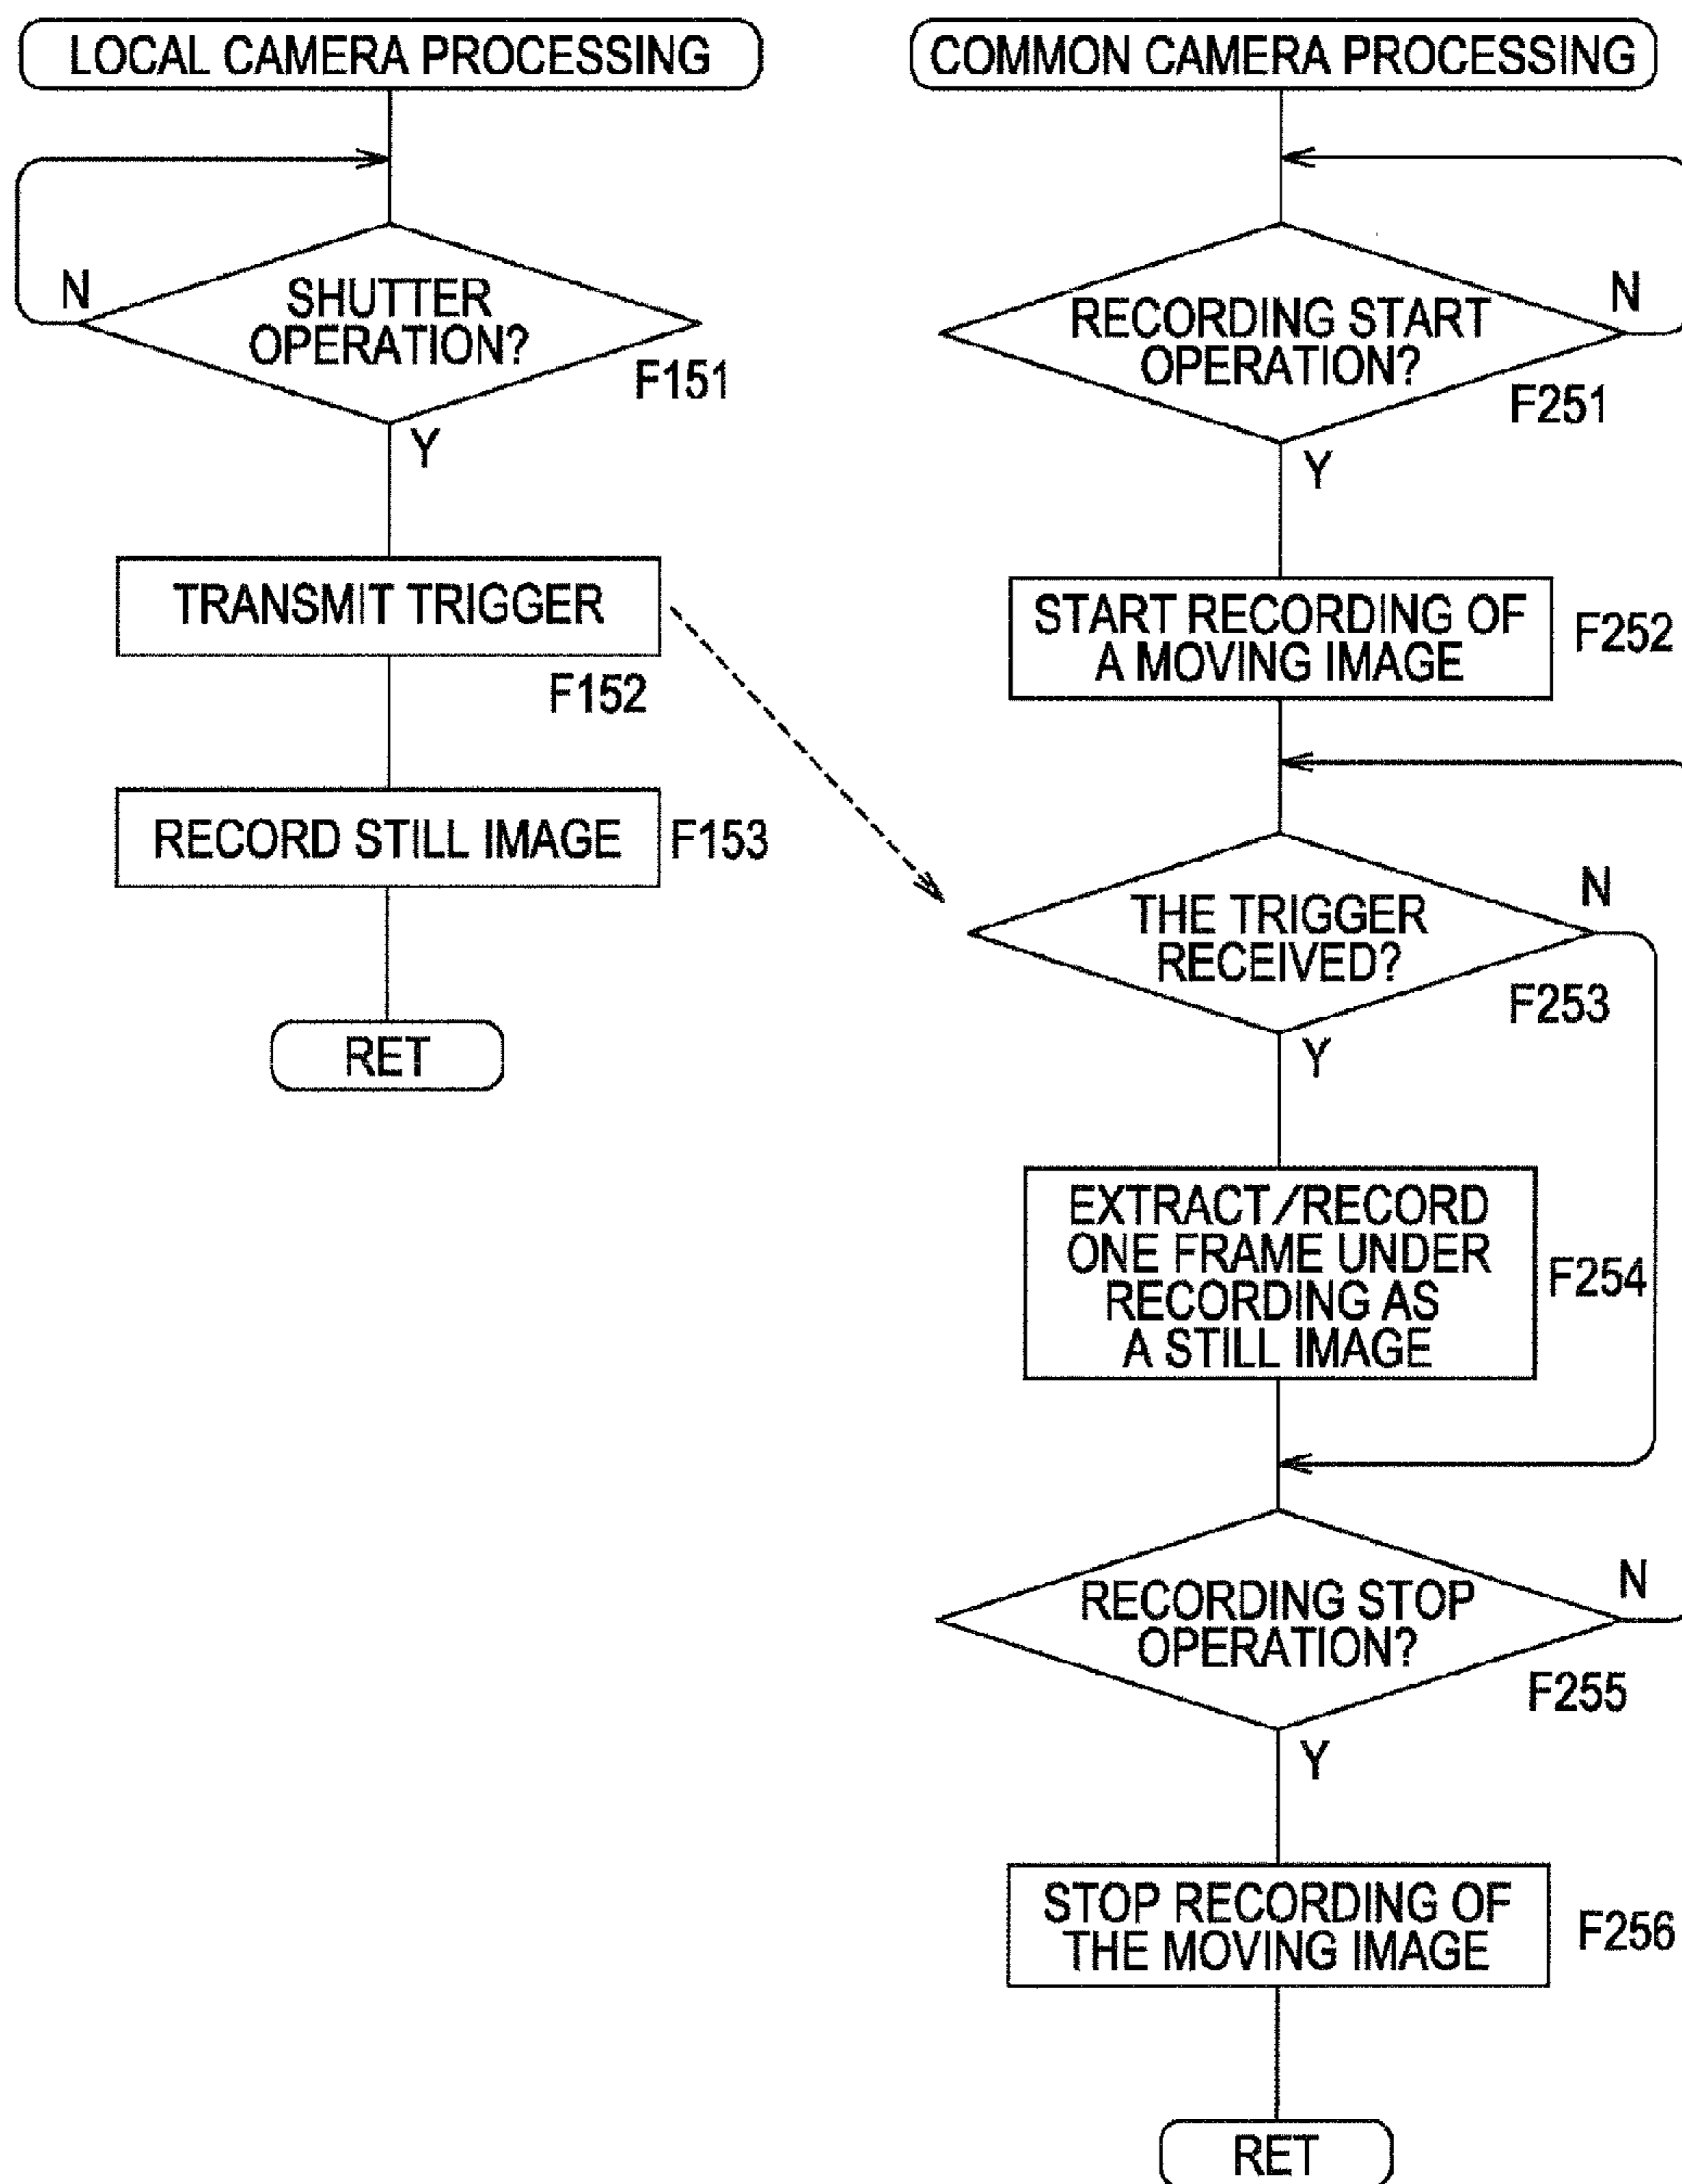 LOCAL CAMERA PROCESSING
N
SHUTTER
OPERATION?
F151
Y
TRANSMIT TRIGGER
F152
RECORD STILL IMAGE
F153
RET
COMMON CAMERA PROCESSING
N
RECORDING START
OPERATION?
F251
Y
START RECORDING OF
A MOVING IMAGE
F252
N
THE TRIGGER
RECEIVED?
F253
Y
EXTRACT/RECORD
ONE FRAME UNDER
RECORDING AS
A STILL IMAGE
F254
N
RECORDING STOP
OPERATION?
F255
Y
STOP RECORDING OF
THE MOVING IMAGE
F256
RET